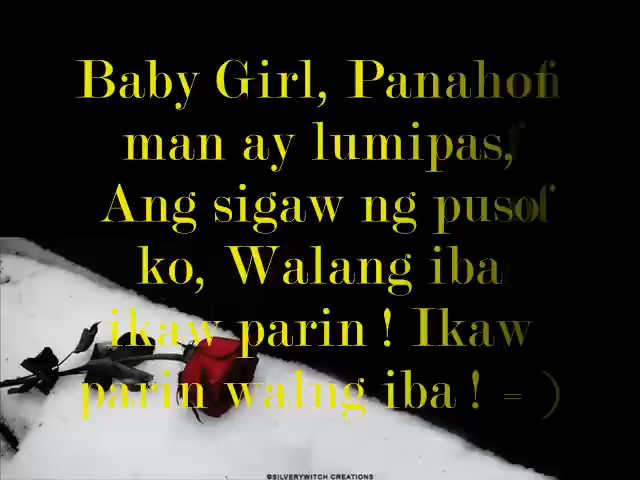 Baby Girl, Panahon
man ay lumipas,
Ang sigaw ng puso
ko, Walang iba
ikaw parin ! Ikaw
parin walng iba ! = )
©SILVERYWITCH CREATIONS